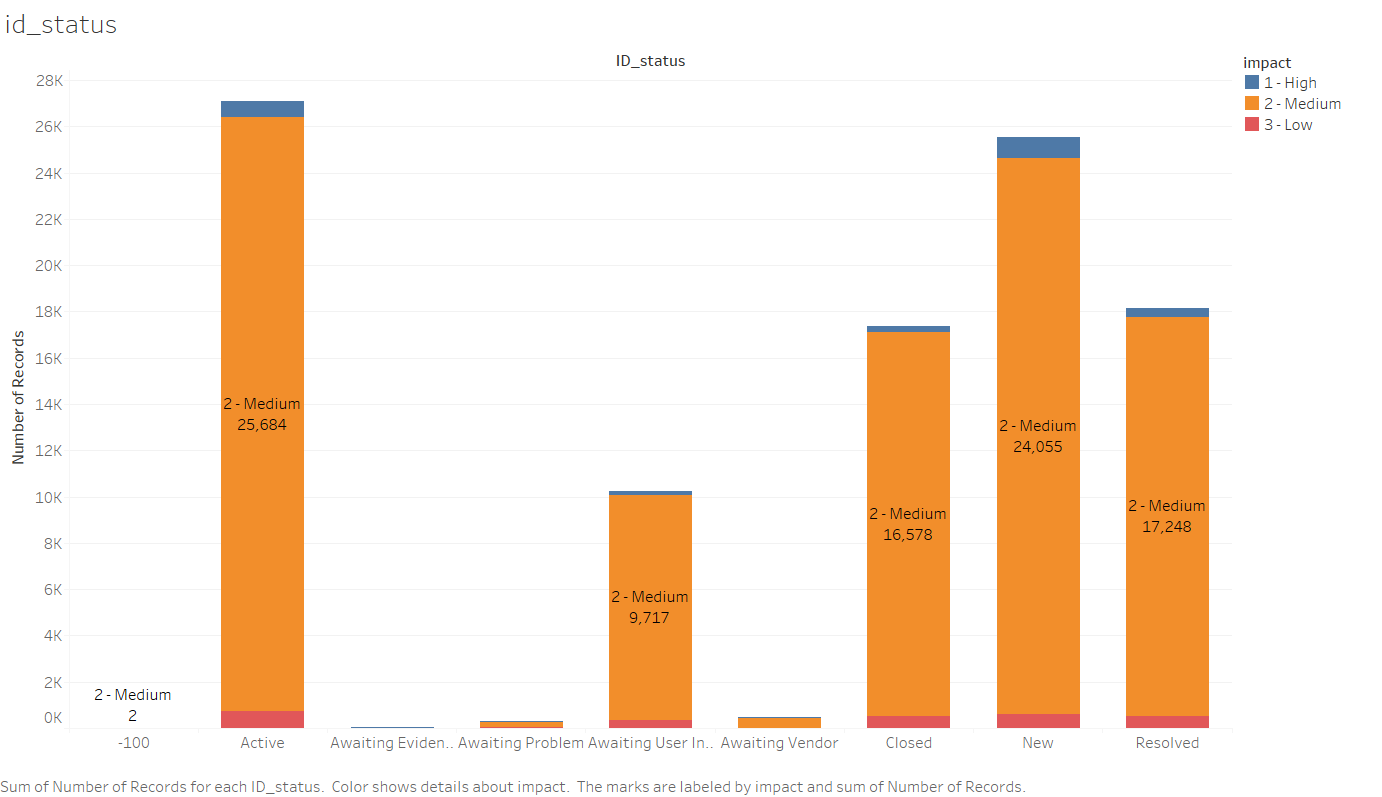 id_status
ID_status
impact
1 - High
2 - Medium
3 - Low
Number of Records
28K
26K
24K
22K
20K
18K
16K
14K
12K
10K
8K
6K
4K
2K
0K
2 - Medium
2
2 - Medium
25,684
2 - Medium
9,717
2 - Medium
16,578
2 - Medium
24,055
2 - Medium
17,248
-100 Active Awaiting Eviden.. Awaiting Problem Awaiting User In.. Awaiting Vendor Closed New Resolved
Sum of Number of Records for each ID_status. Color shows details about impact. The marks are labeled by impact and sum of Number of Records.